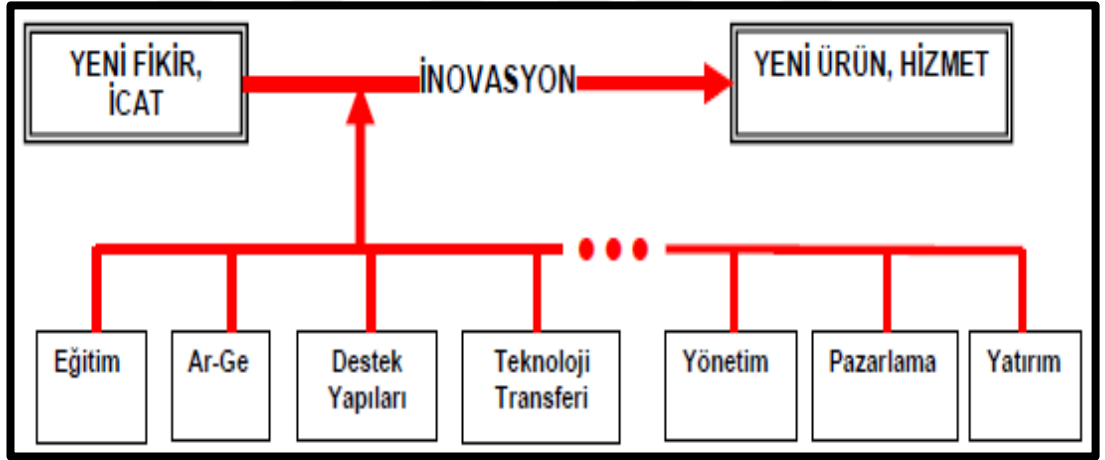 YENİ FİKİR,
İCAT
İNOVASYON
YENİ ÜRÜN, HİZMET
Eğitim
Ar-Ge
Destek
Yapıları
Teknoloji
Transferi
Yönetim
Pazarlama
Yatırım